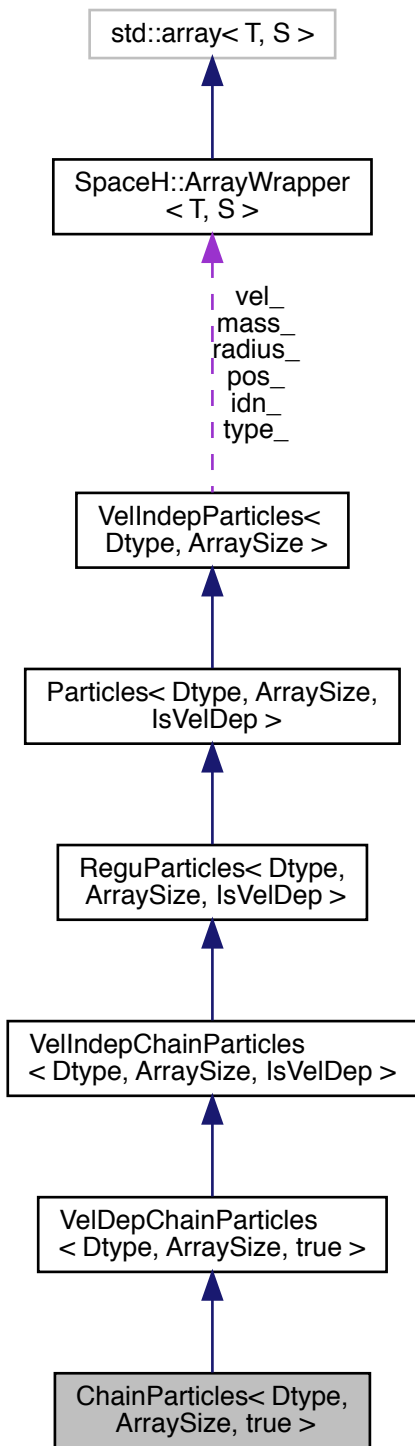 std::array< T, S >
SpaceH::ArrayWrapper
< T, S >
vel_
mass_
radius_
pos_
idn_
type_
VelIndepParticles<
Dtype, ArraySize >
Particles< Dtype, ArraySize,
IsVelDep >
ReguParticles< Dtype,
ArraySize, IsVelDep >
VelIndepChainParticles
< Dtype, ArraySize, IsVelDep >
VelDepChainParticles
< Dtype, ArraySize, true >
ChainParticles< Dtype,
ArraySize, true >